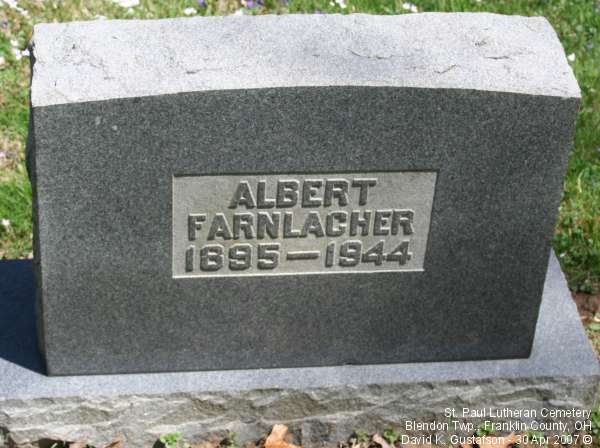 ALBERT
FARNLACHER
1895—1944
St. Paul Lutheran Cemetery
Blendon Twp., Franklin County, OH
David K. Gustafson - 30 Apr 2007 ©